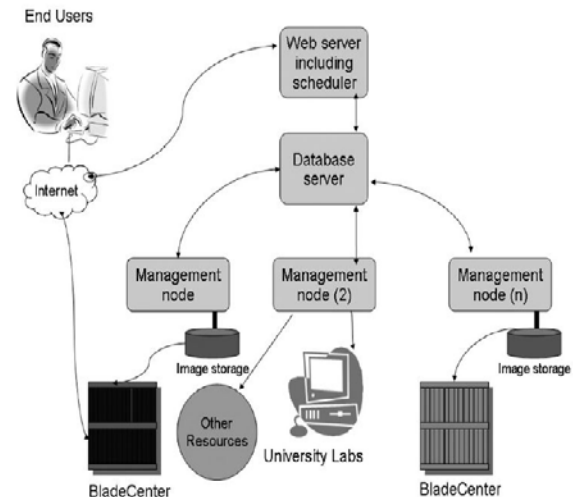 End Users
Web server
including
scheduler
Internet
Database
server
Management
node
Management
node (2)
Management
node (n)
Image storage
Image storage
Other
Resources
University Labs
BladeCenter
BladeCenter